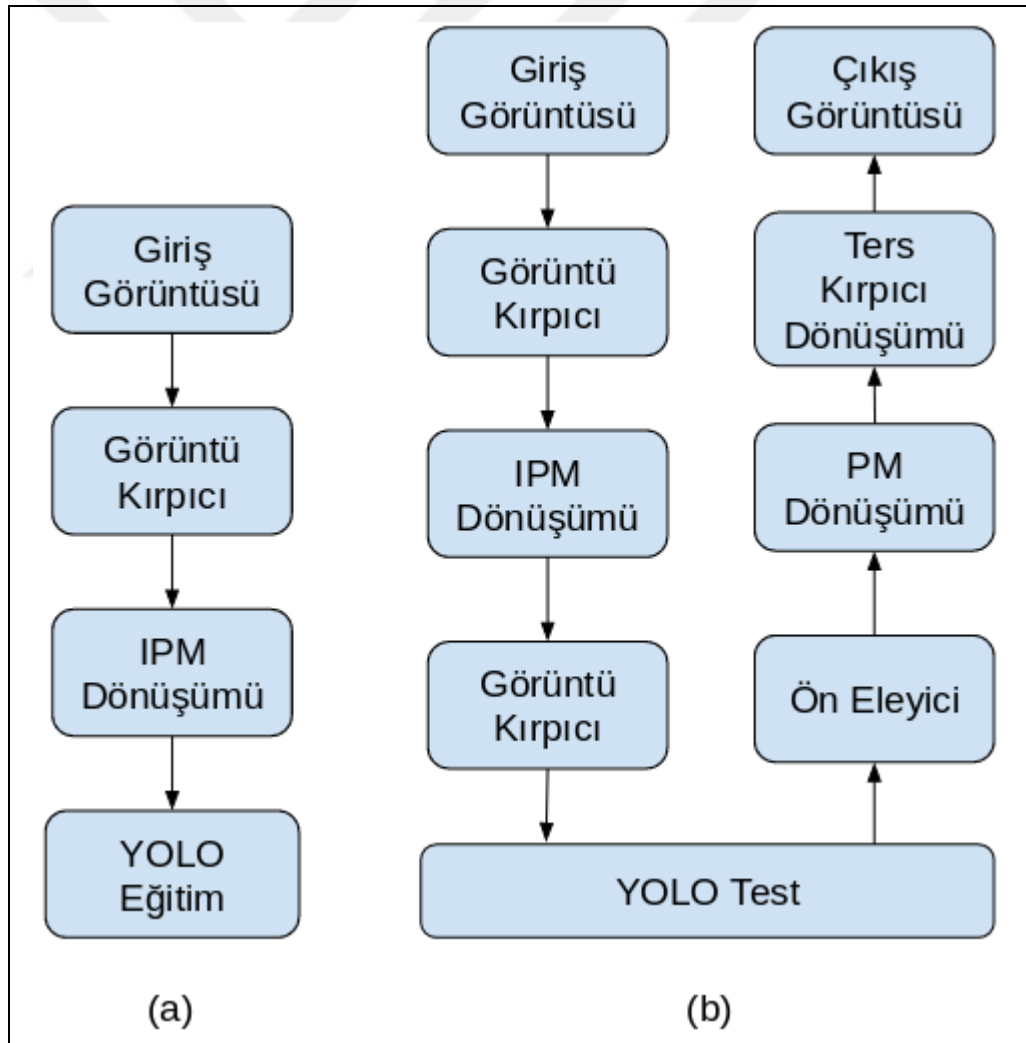 Giriş
Görüntüsü
Görüntü
Kırpıcı
IPM
Dönüşümü
YOLO
Eğitim
(a)
Giriş
Görüntüsü
Görüntü
Kırpıcı
IPM
Dönüşümü
Görüntü
Kırpıcı
YOLO Test
Ön Eleyici
PM
Dönüşümü
Ters
Kırpıcı
Dönüşümü
Çıkış
Görüntüsü
(b)